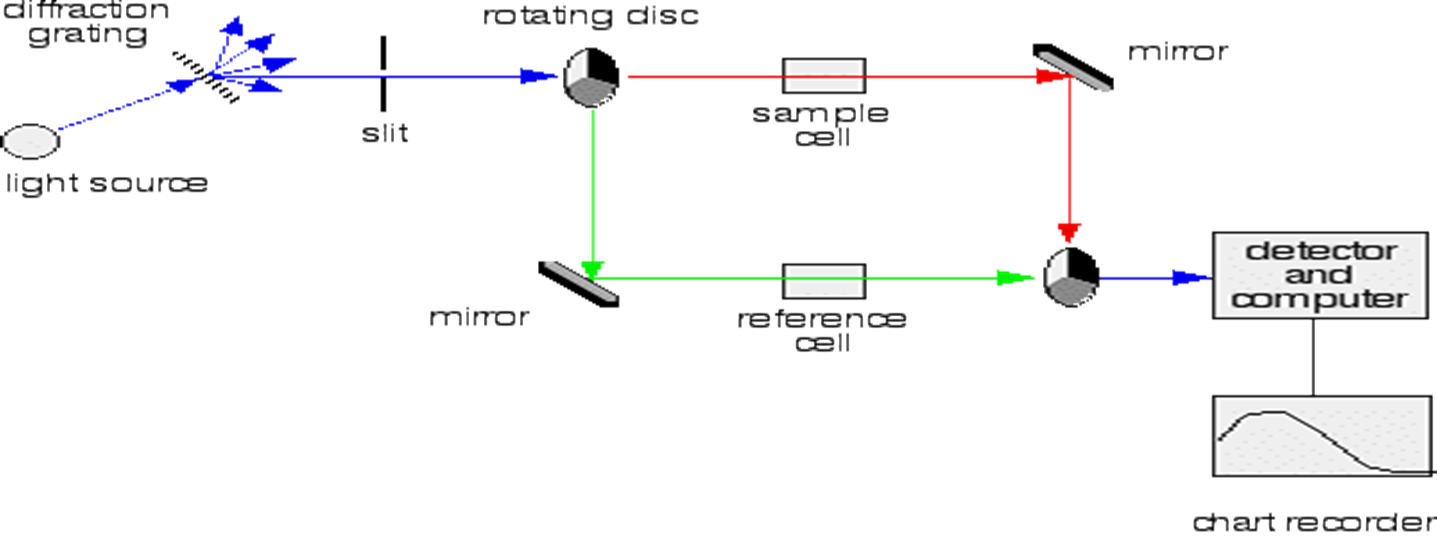 diffraction
grating
rotating disc
mirror
slit
sample
cell
light source
detector
and
computer
mirror
reference
cell
chart recorder